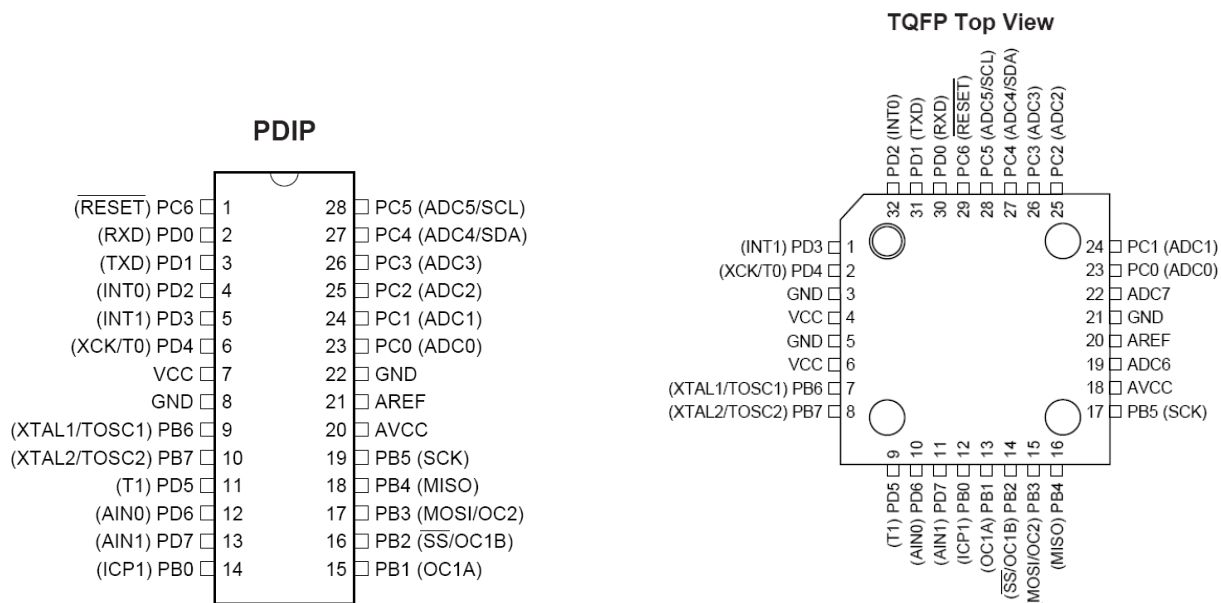 PDIP
(RESET) PC6 1 28 PC5 (ADC5/SCL)
(RXD) PD0 2 27 PC4 (ADC4/SDA)
(TXD) PD1 3 26 PC3 (ADC3)
(INT0) PD2 4 25 PC2 (ADC2)
(INT1) PD3 5 24 PC1 (ADC1)
(XCK/T0) PD4 6 23 PC0 (ADC0)
VCC 7 22 GND
GND 8 21 AREF
(XTAL1/TOSC1) PB6 9 20 AVCC
(XTAL2/TOSC2) PB7 10 19 PB5 (SCK)
(T1) PD5 11 18 PB4 (MISO)
(AIN0) PD6 12 17 PB3 (MOSI/OC2)
(AIN1) PD7 13 16 PB2 (SS/OC1B)
(ICP1) PB0 14 15 PB1 (OC1A)
TQFP Top View
PD2 (INT0)
PD1 (TXD)
PD0 (RXD)
PC6 (RESET)
PC5 (ADC5/SCL)
PC4 (ADC4/SDA)
PC3 (ADC3)
PC2 (ADC2)
32 31 30 29 28 27 26 25
(INT1) PD3 1 24 PC1 (ADC1)
(XCK/T0) PD4 2 23 PC0 (ADC0)
GND 3 22 ADC7
VCC 4 21 GND
GND 5 20 AREF
VCC 6 19 ADC6
(XTAL1/TOSC1) PB6 7 18 AVCC
(XTAL2/TOSC2) PB7 8 17 PB5 (SCK)
9 10 11 12 13 14 15 16
(T1) PD5
(AIN0) PD6
(AIN1) PD7
(ICP1) PB0
(OC1A) PB1
(SS/OC1B) PB2
MOSI/OC2) PB3
(MISO) PB4